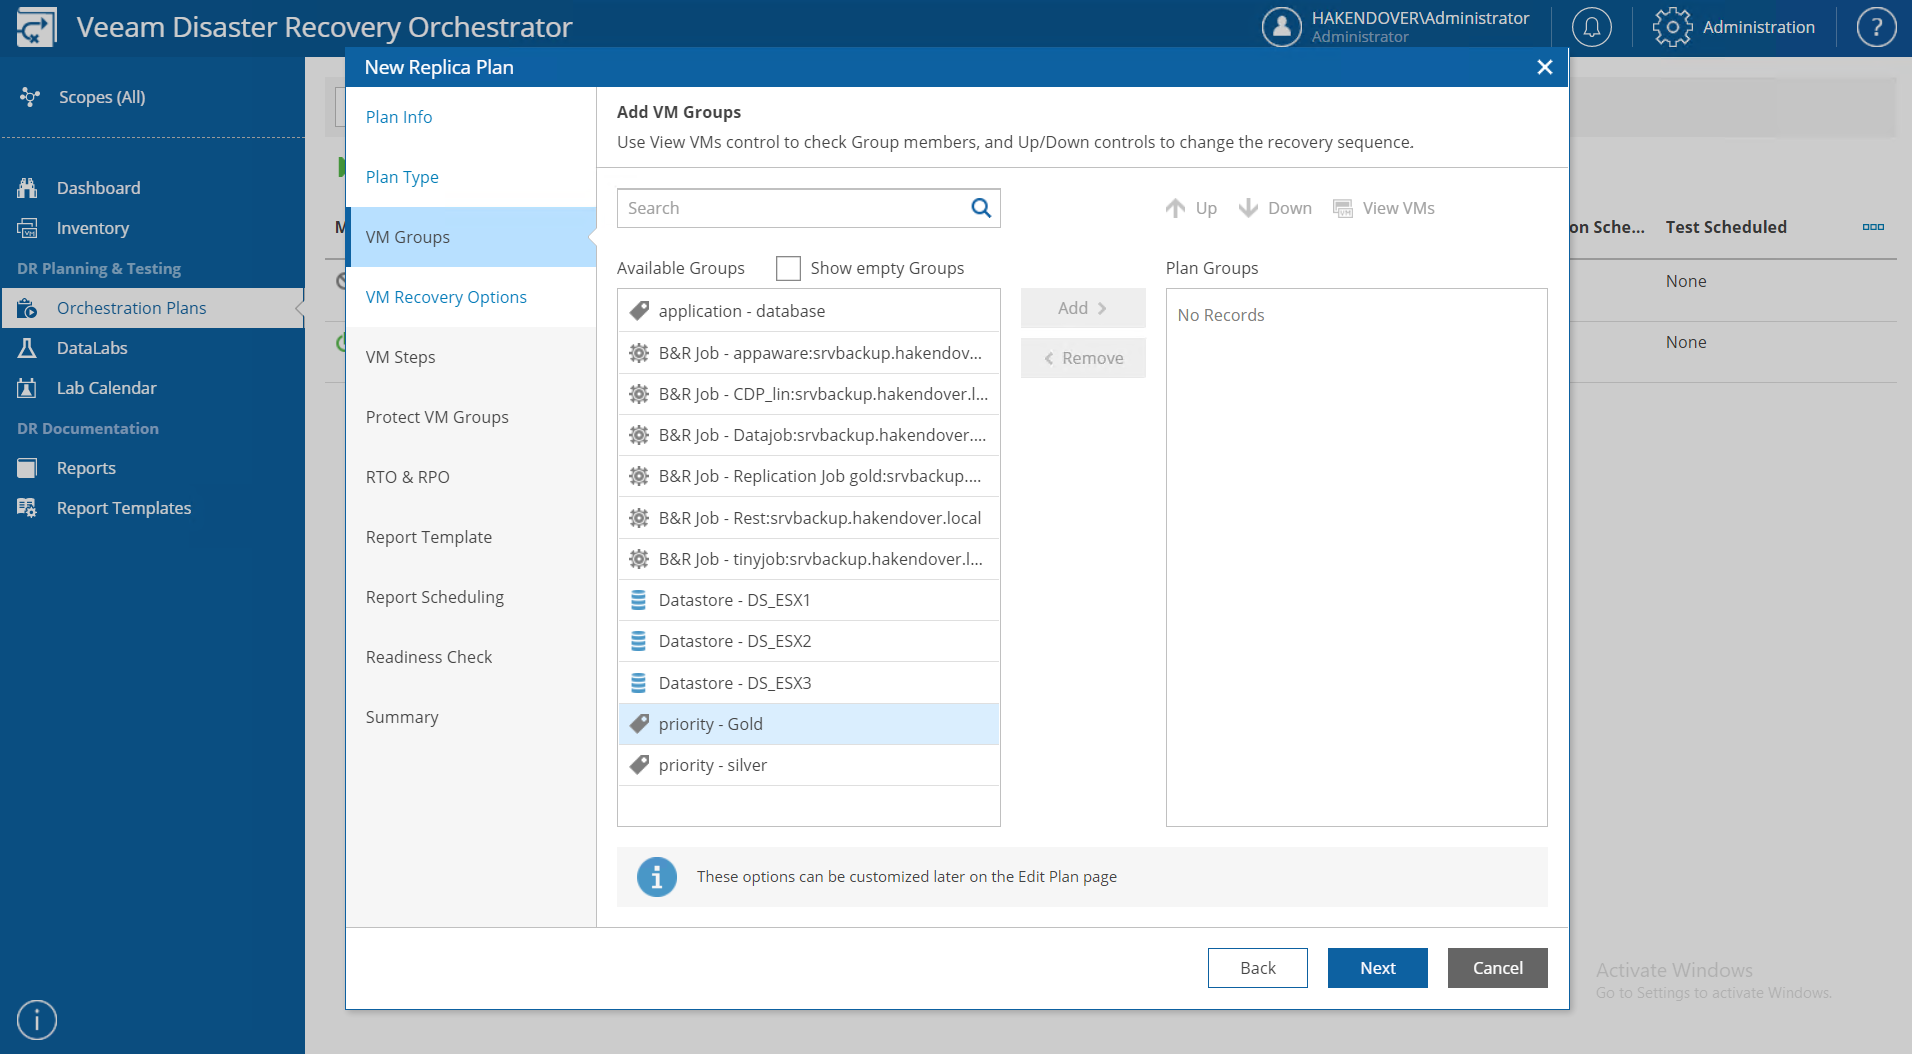 Veeam Disaster Recovery Orchestrator
HAKENDOVER\Administrator
Administrator
Administration
?
Scopes (All)
Dashboard
Inventory
DR Planning & Testing
Orchestration Plans
DataLabs
Lab Calendar
DR Documentation
Reports
Report Templates
New Replica Plan
Plan Info
Plan Type
VM Groups
VM Recovery Options
VM Steps
Protect VM Groups
RTO & RPO
Report Template
Report Scheduling
Readiness Check
Summary
Add VM Groups
Use View VMs control to check Group members, and Up/Down controls to change the recovery sequence.
Search
Up
Down
View VMs
Available Groups
Show empty Groups
application - database
B&R Job - appaware:srvbackup.hakendov...
B&R Job - CDP_lin:srvbackup.hakendover.l...
B&R Job - Datajob:srvbackup.hakendover....
B&R Job - Replication Job gold:srvbackup....
B&R Job - Rest:srvbackup.hakendover.local
B&R Job - tinyjob:srvbackup.hakendover.l...
Datastore - DS_ESX1
Datastore - DS_ESX2
Datastore - DS_ESX3
priority - Gold
priority - silver
Add
Remove
Plan Groups
No Records
These options can be customized later on the Edit Plan page
Back
Next
Cancel
M
on Sche...
Test Scheduled
None
None
Activate Windows
Go to Settings to activate Windows.